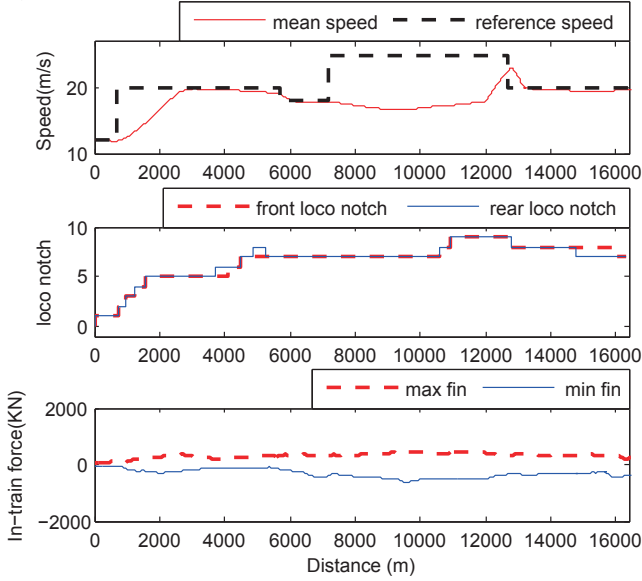 mean speed reference speed
Speed(m/s)
20
10
0 2000 4000 6000 8000 10000 12000 14000 16000
front loco notch rear loco notch
loco notch
10
5
0
0 2000 4000 6000 8000 10000 12000 14000 16000
max fin min fin
In-train force(KN)
2000
0
−2000
0 2000 4000 6000 8000 10000 12000 14000 16000
Distance (m)